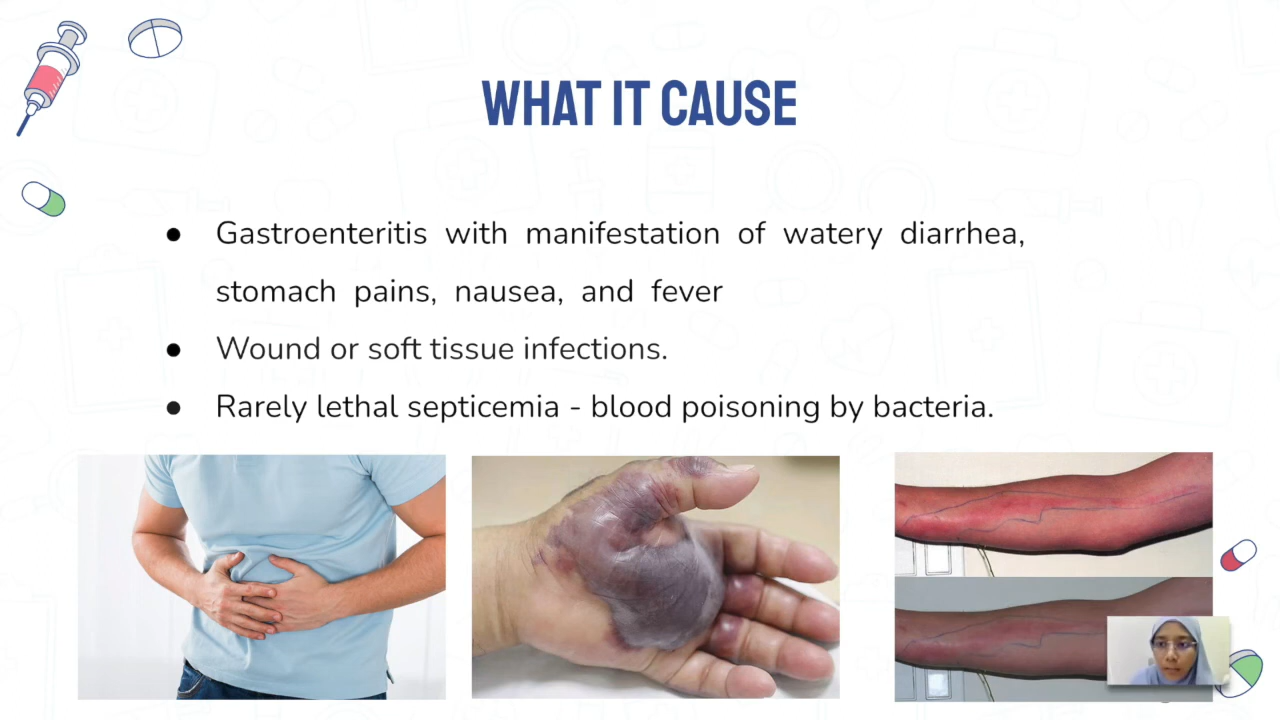 WHAT IT CAUSE
● Gastroenteritis with manifestation of watery diarrhea,
stomach pains, nausea, and fever
● Wound or soft tissue infections.
● Rarely lethal septicemia - blood poisoning by bacteria.